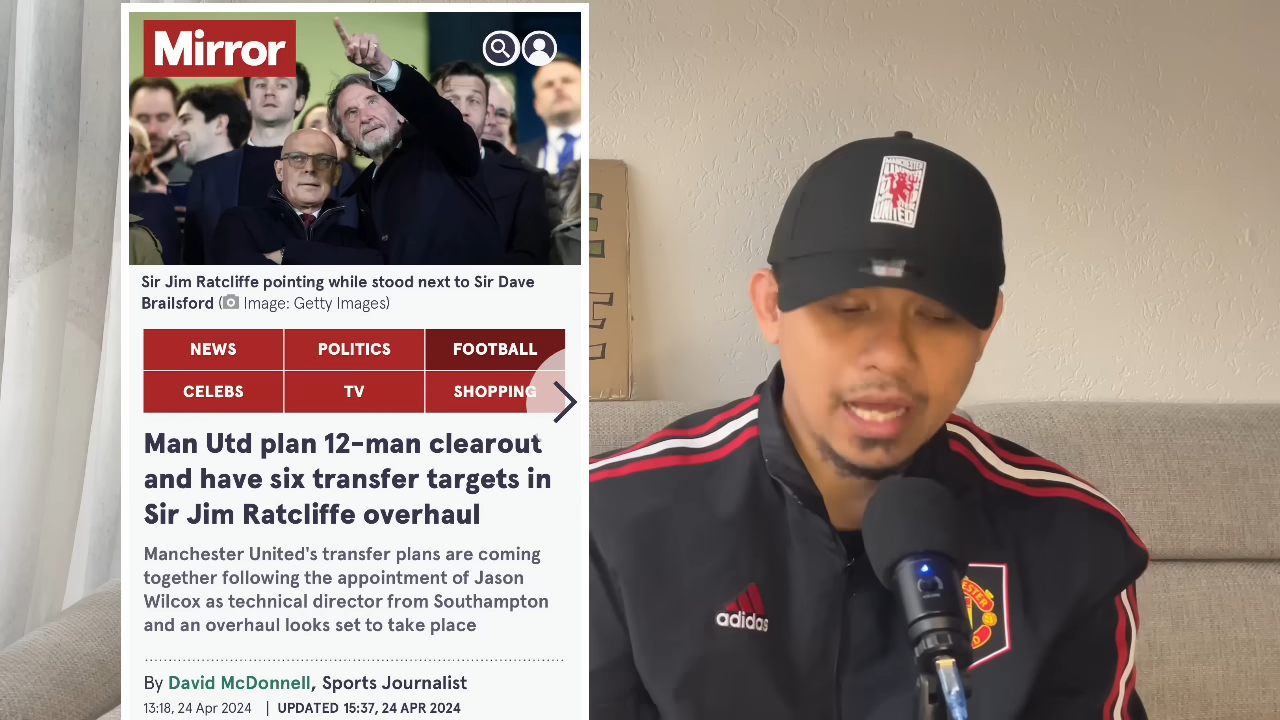 Mirror
Sir Jim Ratcliffe pointing while stood next to Sir Dave
Brailsford (Image: Getty Images)
NEWS
POLITICS
FOOTBALL
CELEBS
TV
SHOPPING
Man Utd plan 12-man clearout
and have six transfer targets in
Sir Jim Ratcliffe overhaul
Manchester United's transfer plans are coming
together following the appointment of Jason
Wilcox as technical director from Southampton
and an overhaul looks set to take place
By David McDonnell, Sports Journalist
13:18, 24 Apr 2024 | UPDATED 15:37, 24 APR 2024
MANCHESTER
UNITED
adidas